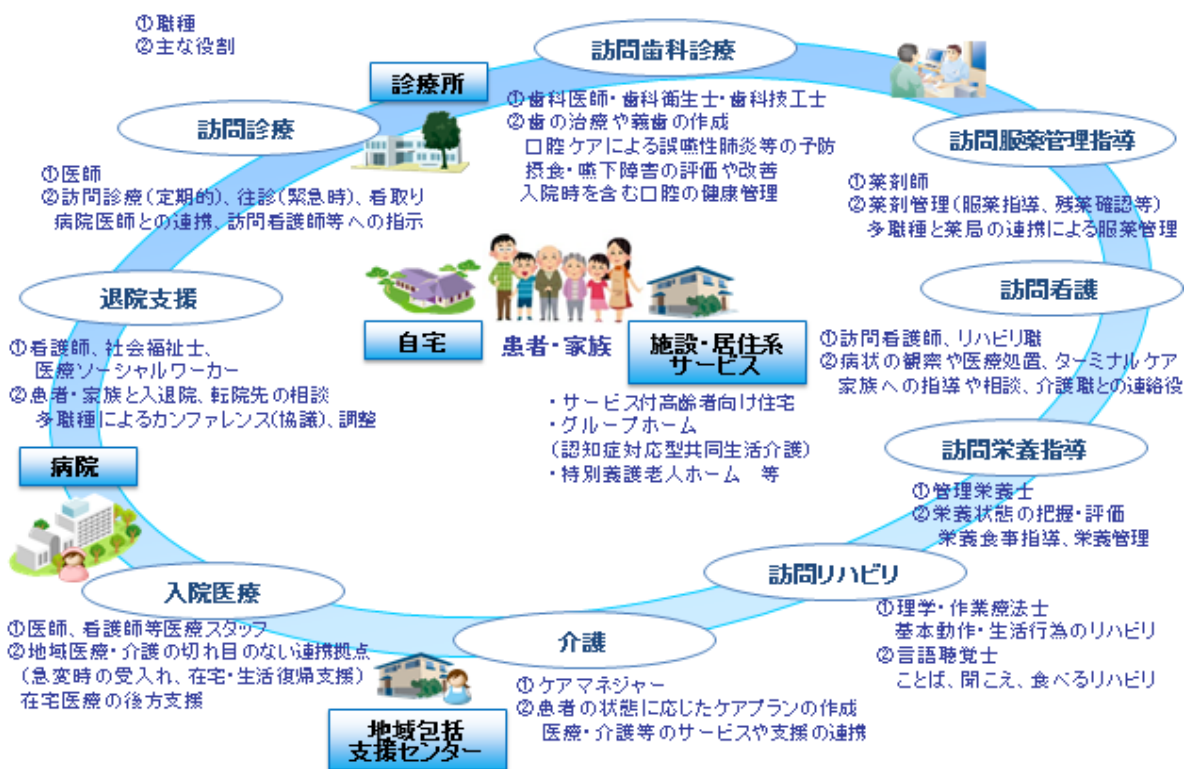 ①職種
②主な役割
訪問歯科診療
①歯科医師・歯科衛生士・歯科技工士
②歯の治療や義歯の作成
口腔ケアによる誤嚥性肺炎等の予防
摂食・嚥下障害の評価や改善
入院時を含む口腔の健康管理
診療所
訪問診療
①医師
②訪問診療(定期的)、往診(緊急時)、看取り
病院医師との連携、訪問看護師等への指示
訪問服薬管理指導
①薬剤師
②薬剤管理(服薬指導、残薬確認等)
多職種と薬局の連携による服薬管理
退院支援
①看護師、社会福祉士、
医療ソーシャルワーカー
②患者・家族と入退院、転院先の相談
多職種によるカンファレンス(協議)、調整
自宅
患者・家族
施設・居住系
サービス
・サービス付高齢者向け住宅
・グループホーム
(認知症対応型共同生活介護)
・特別養護老人ホーム 等
訪問看護
①訪問看護師、リハビリ職
②病状の観察や医療処置、ターミナルケア
家族への指導や相談、介護職との連絡役
病院
訪問栄養指導
①管理栄養士
②栄養状態の把握・評価
栄養食事指導、栄養管理
入院医療
①医師、看護師等医療スタッフ
②地域医療・介護の切れ目のない連携拠点
(急変時の受入れ、在宅・生活復帰支援)
在宅医療の後方支援
訪問リハビリ
①理学・作業療法士
基本動作・生活行為のリハビリ
②言語聴覚士
ことば、聞こえ、食べるリハビリ
介護
①ケアマネジャー
②患者の状態に応じたケアプランの作成
医療・介護等のサービスや支援の連携
地域包括
支援センター